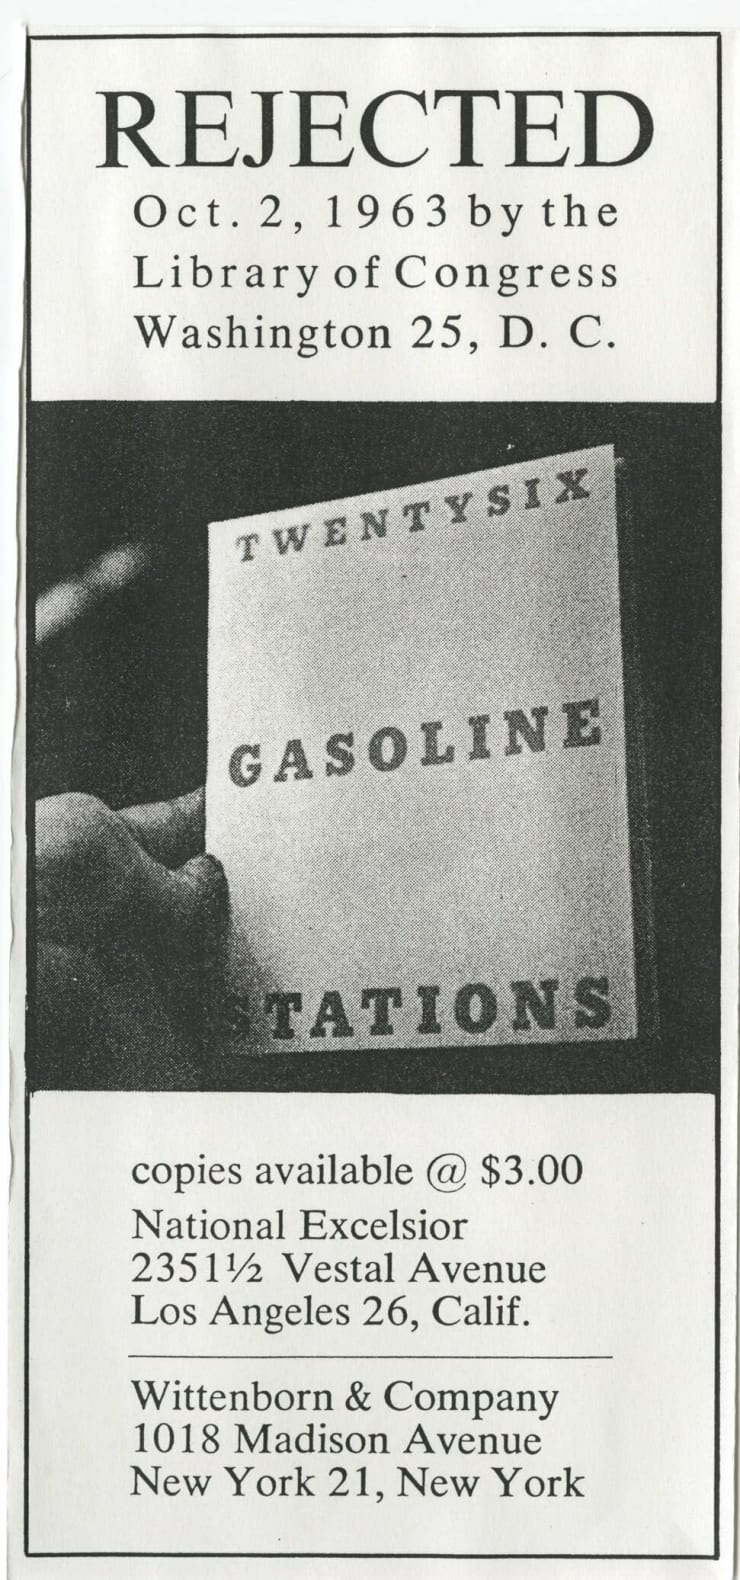 REJECTED
Oct. 2, 1963 by the
Library of Congress
Washington 25, D. C.
TWENTYSIX
GASOLINE
STATIONS
copies available @ $3.00
National Excelsior
2351½ Vestal Avenue
Los Angeles 26, Calif.
Wittenborn & Company
1018 Madison Avenue
New York 21, New York